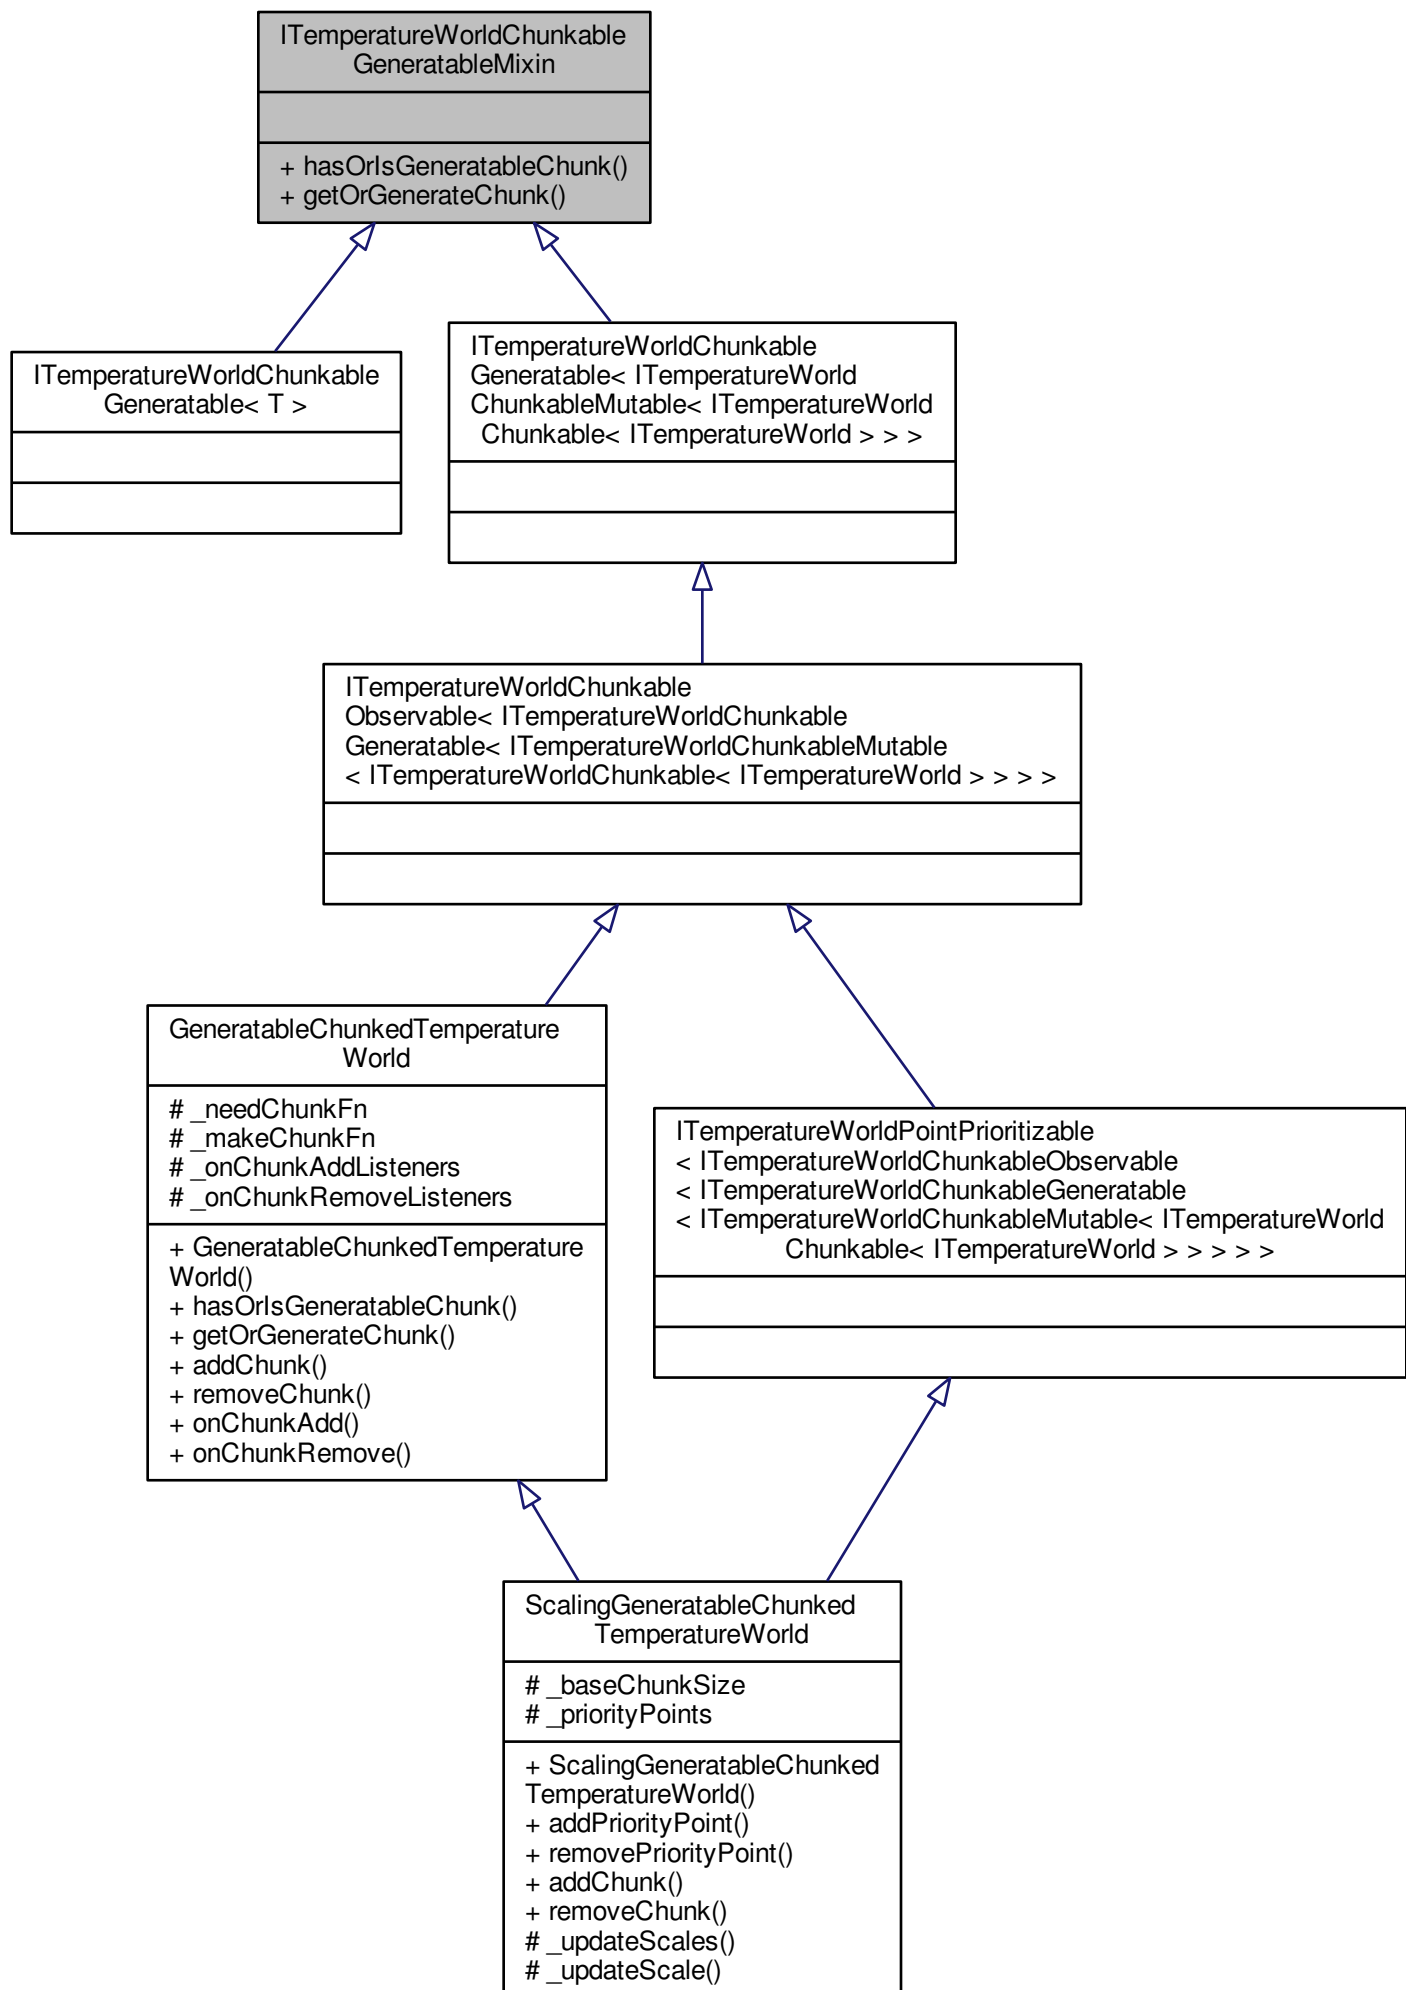 ITemperatureWorldChunkable
GeneratableMixin
+ hasOrIsGeneratableChunk()
+ getOrGenerateChunk()
ITemperatureWorldChunkable
Generatable< T >
ITemperatureWorldChunkable
Generatable< ITemperatureWorld
ChunkableMutable< ITemperatureWorld
Chunkable< ITemperatureWorld > > >
ITemperatureWorldChunkable
Observable< ITemperatureWorldChunkable
Generatable< ITemperatureWorldChunkableMutable
< ITemperatureWorldChunkable< ITemperatureWorld > > > >
GeneratableChunkedTemperature
World
# _needChunkFn
# _makeChunkFn
# _onChunkAddListeners
# _onChunkRemoveListeners
+ GeneratableChunkedTemperature
World()
+ hasOrIsGeneratableChunk()
+ getOrGenerateChunk()
+ addChunk()
+ removeChunk()
+ onChunkAdd()
+ onChunkRemove()
ITemperatureWorldPointPrioritizable
< ITemperatureWorldChunkableObservable
< ITemperatureWorldChunkableGeneratable
< ITemperatureWorldChunkableMutable< ITemperatureWorld
Chunkable< ITemperatureWorld > > > > >
ScalingGeneratableChunked
TemperatureWorld
# _baseChunkSize
# _priorityPoints
+ ScalingGeneratableChunked
TemperatureWorld()
+ addPriorityPoint()
+ removePriorityPoint()
+ addChunk()
+ removeChunk()
# _updateScales()
# _updateScale()